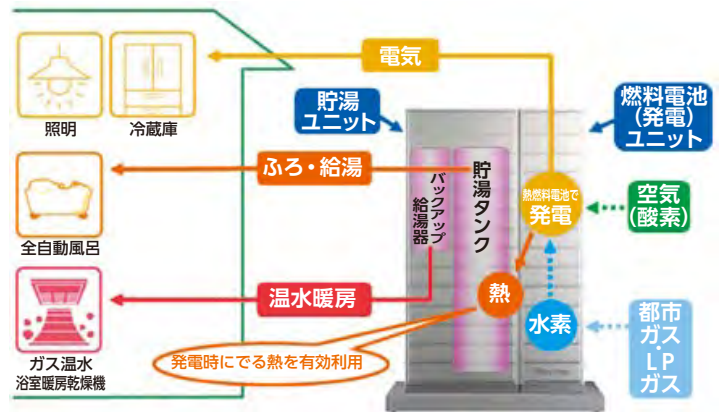 電気
照明
冷蔵庫
貯湯
ユニット
燃料電池
(発電)
ユニット
ふろ・給湯
全自動風呂
バックアップ
給湯器
貯湯タンク
熱燃料電池で
発電
空気
(酸素)
温水暖房
熱
水素
都市
ガス
・
LP
ガス
ガス温水
浴室暖房乾燥機
発電時にでる熱を有効利用